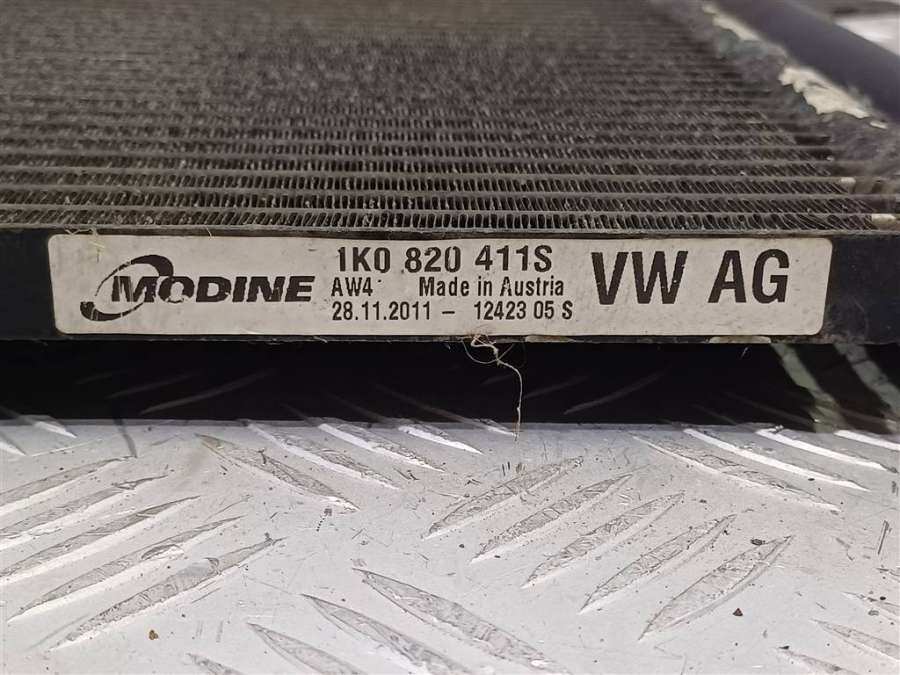 MODINE
1K0 820 411S
AW4 Made in Austria
28.11.2011 - 12423 05 S
VW AG